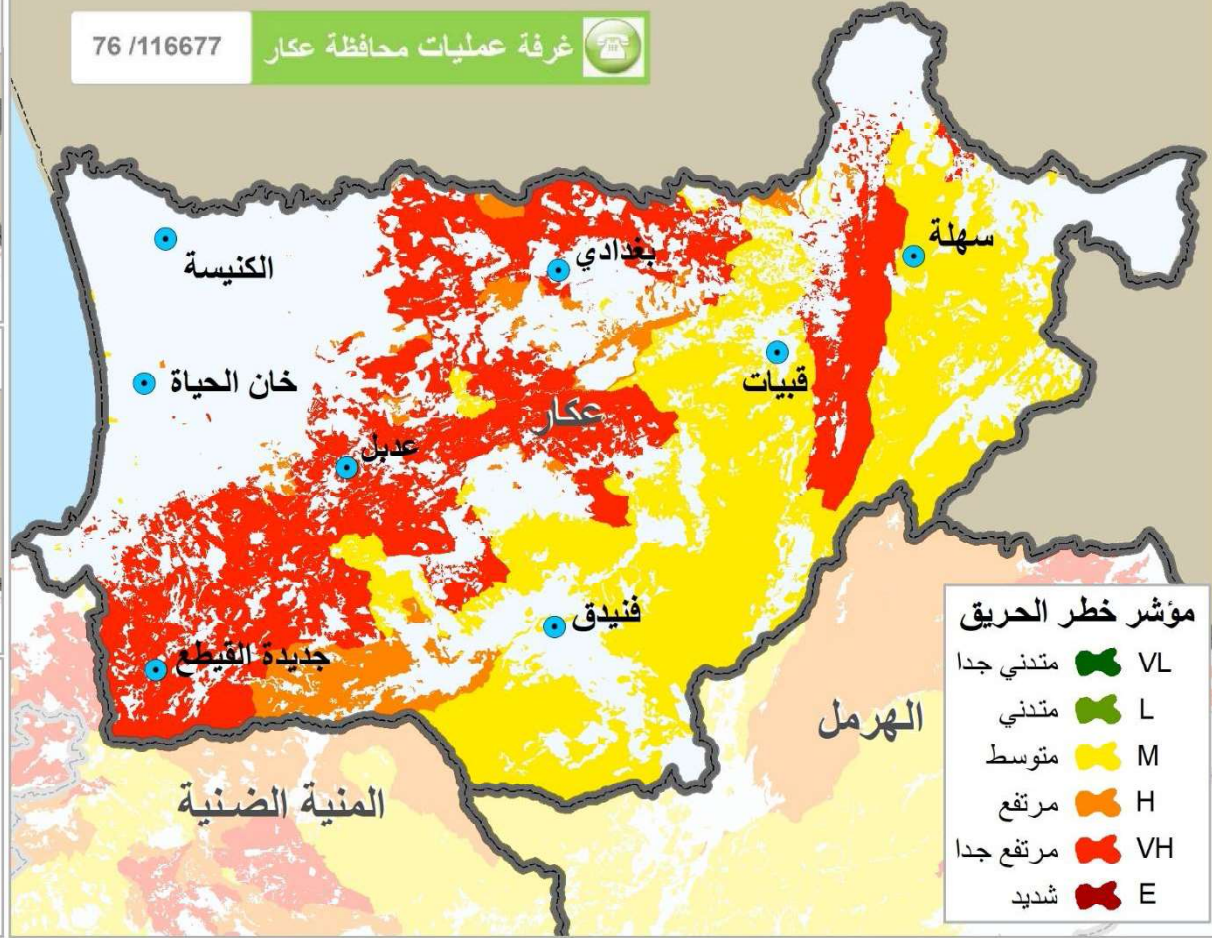 غرفة عمليات محافظة عكار 76 /116677
سهلة
بغدادي
الكنيسة
قبيات
خان الحياة
عكار
عدبل
فنيدق
جديدة القيطع
الهرمل
المنية الضنية
مؤشر خطر الحريق
VL متدني جدا
L متدني
M متوسط
H مرتفع
VH مرتفع جدا
E شديد